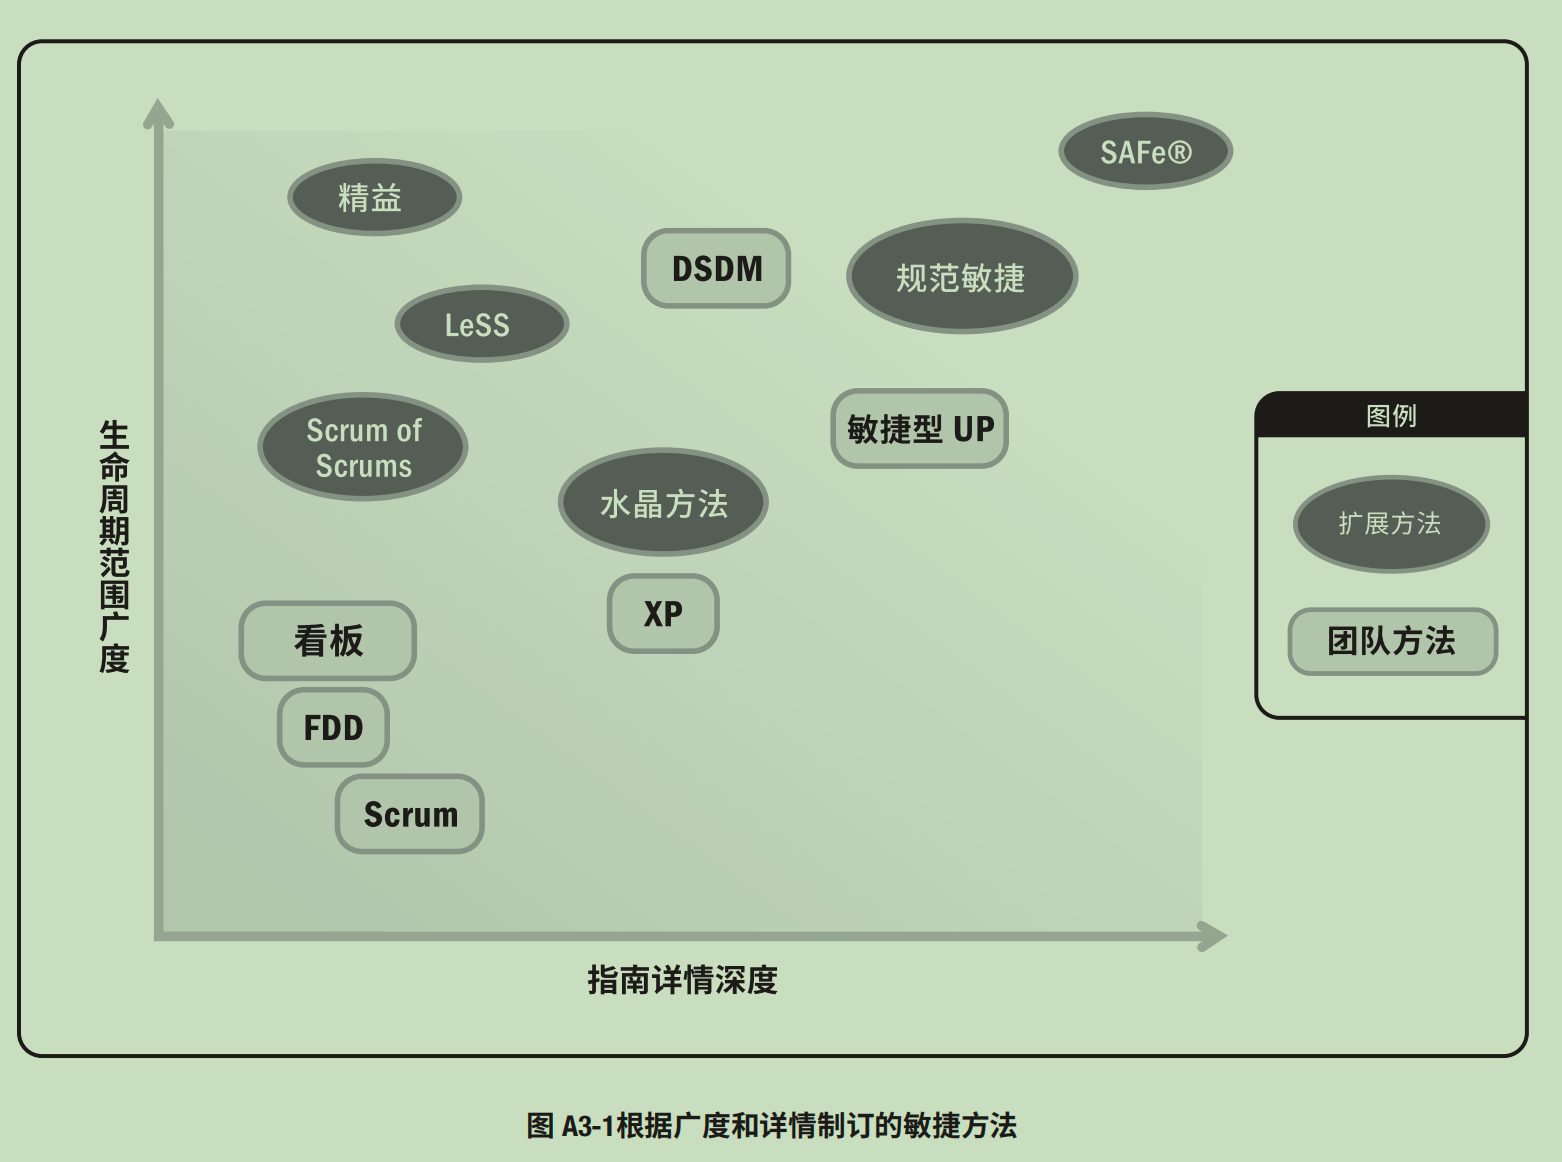 SAFe®
精益
DSDM
规范敏捷
LeSS
Scrum of
Scrums
敏捷型 UP
水晶方法
XP
看板
FDD
Scrum
生命周期范围广度
指南详情深度
图例
扩展方法
团队方法
图 A3-1根据广度和详情制订的敏捷方法